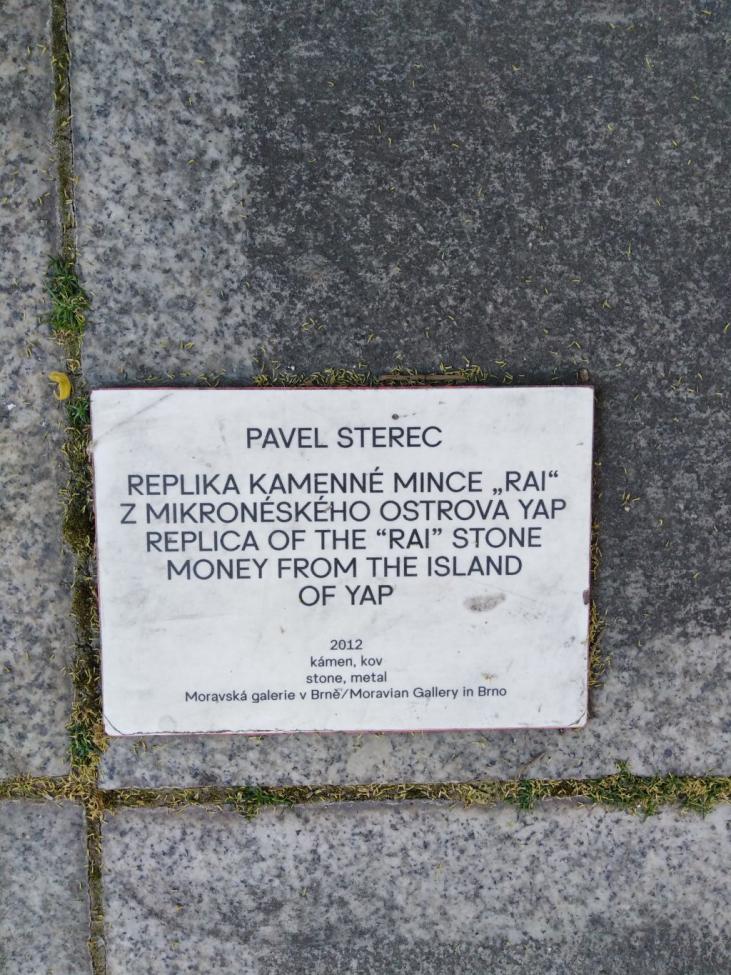 PAVEL STEREC
REPLIKA KAMENNÉ MINCE „RAI“
Z MIKRONÉSKÉHO OSTROVA YAP
REPLICA OF THE “RAI” STONE
MONEY FROM THE ISLAND
OF YAP
2012
kámen, kov
stone, metal
Moravská galerie v Brně/Moravian Gallery in Brno